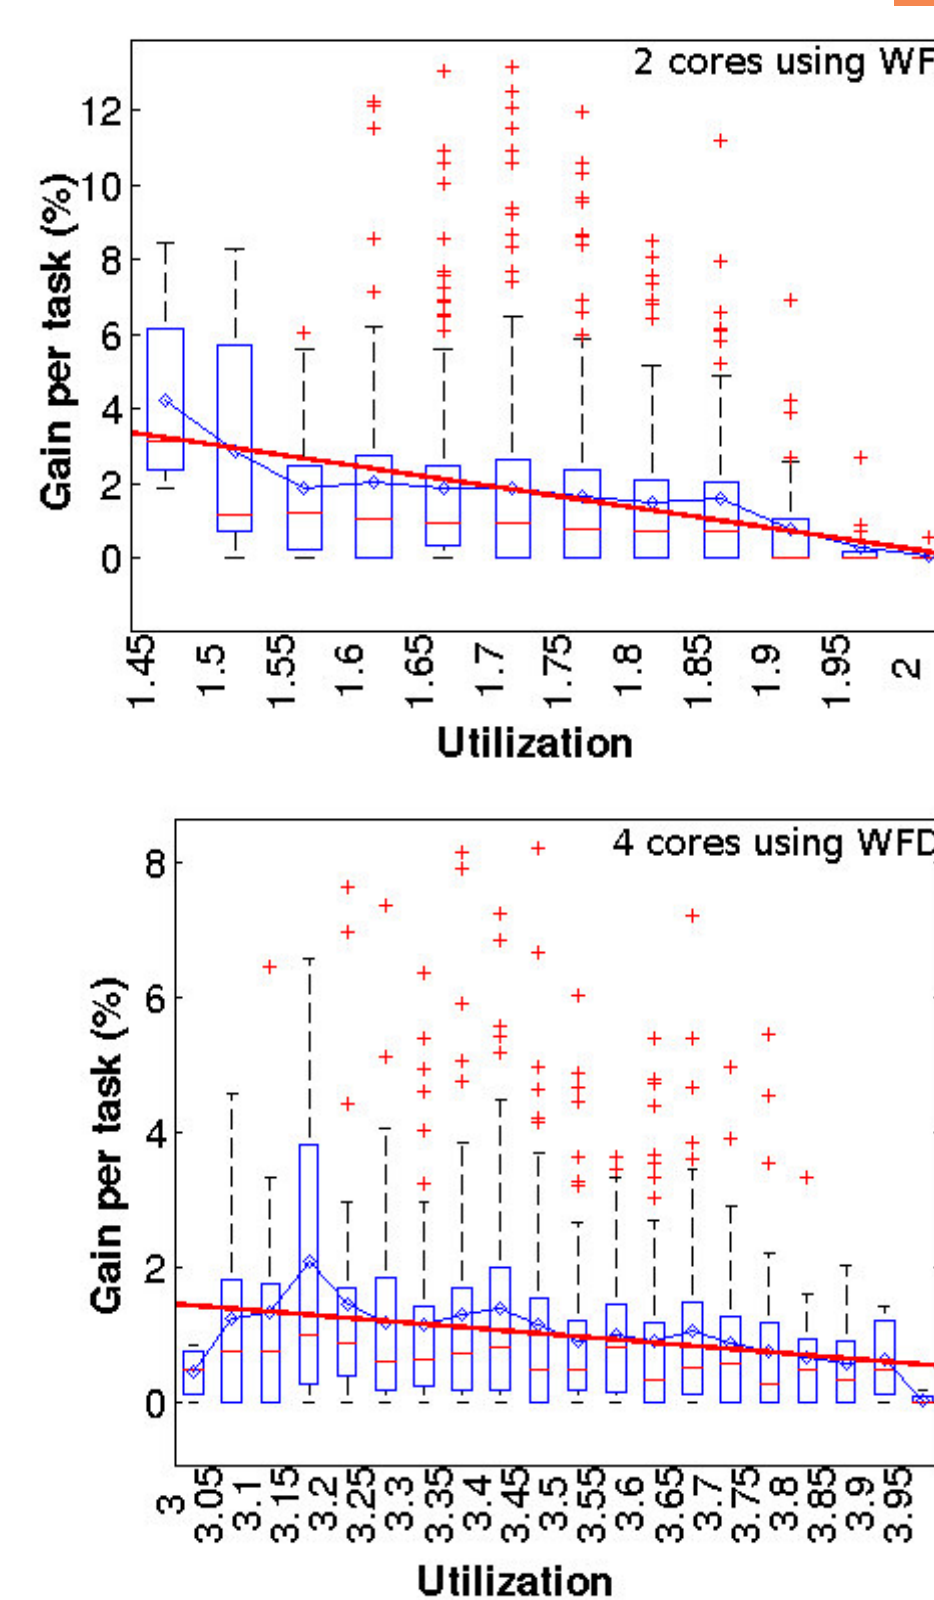 2 cores using WF
Gain per task (%)
12
10
8
6
4
2
0
1.45 1.5 1.55 1.6 1.65 1.7 1.75 1.8 1.85 1.9 1.95 2
Utilization
4 cores using WFD
Gain per task (%)
8
6
4
2
0
3 3.05 3.1 3.15 3.2 3.25 3.3 3.35 3.4 3.45 3.5 3.55 3.6 3.65 3.7 3.75 3.8 3.85 3.9 3.95
Utilization